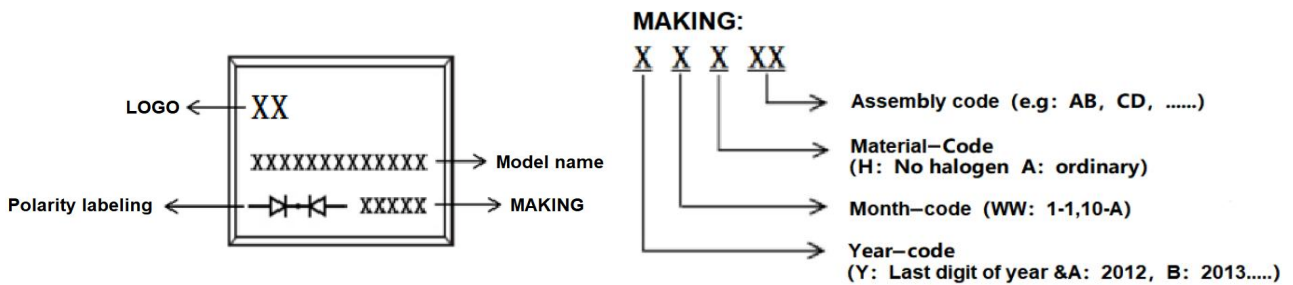 LOGO
XX
XXXXXXXXXXXXX
Model name
Polarity labeling
XXXXX
MAKING
MAKING:
X X X XX
Assembly code (e.g: AB, CD, ......)
Material-Code
(H: No halogen A: ordinary)
Month-code (WW: 1-1,10-A)
Year-code
(Y: Last digit of year &A: 2012, B: 2013.....)